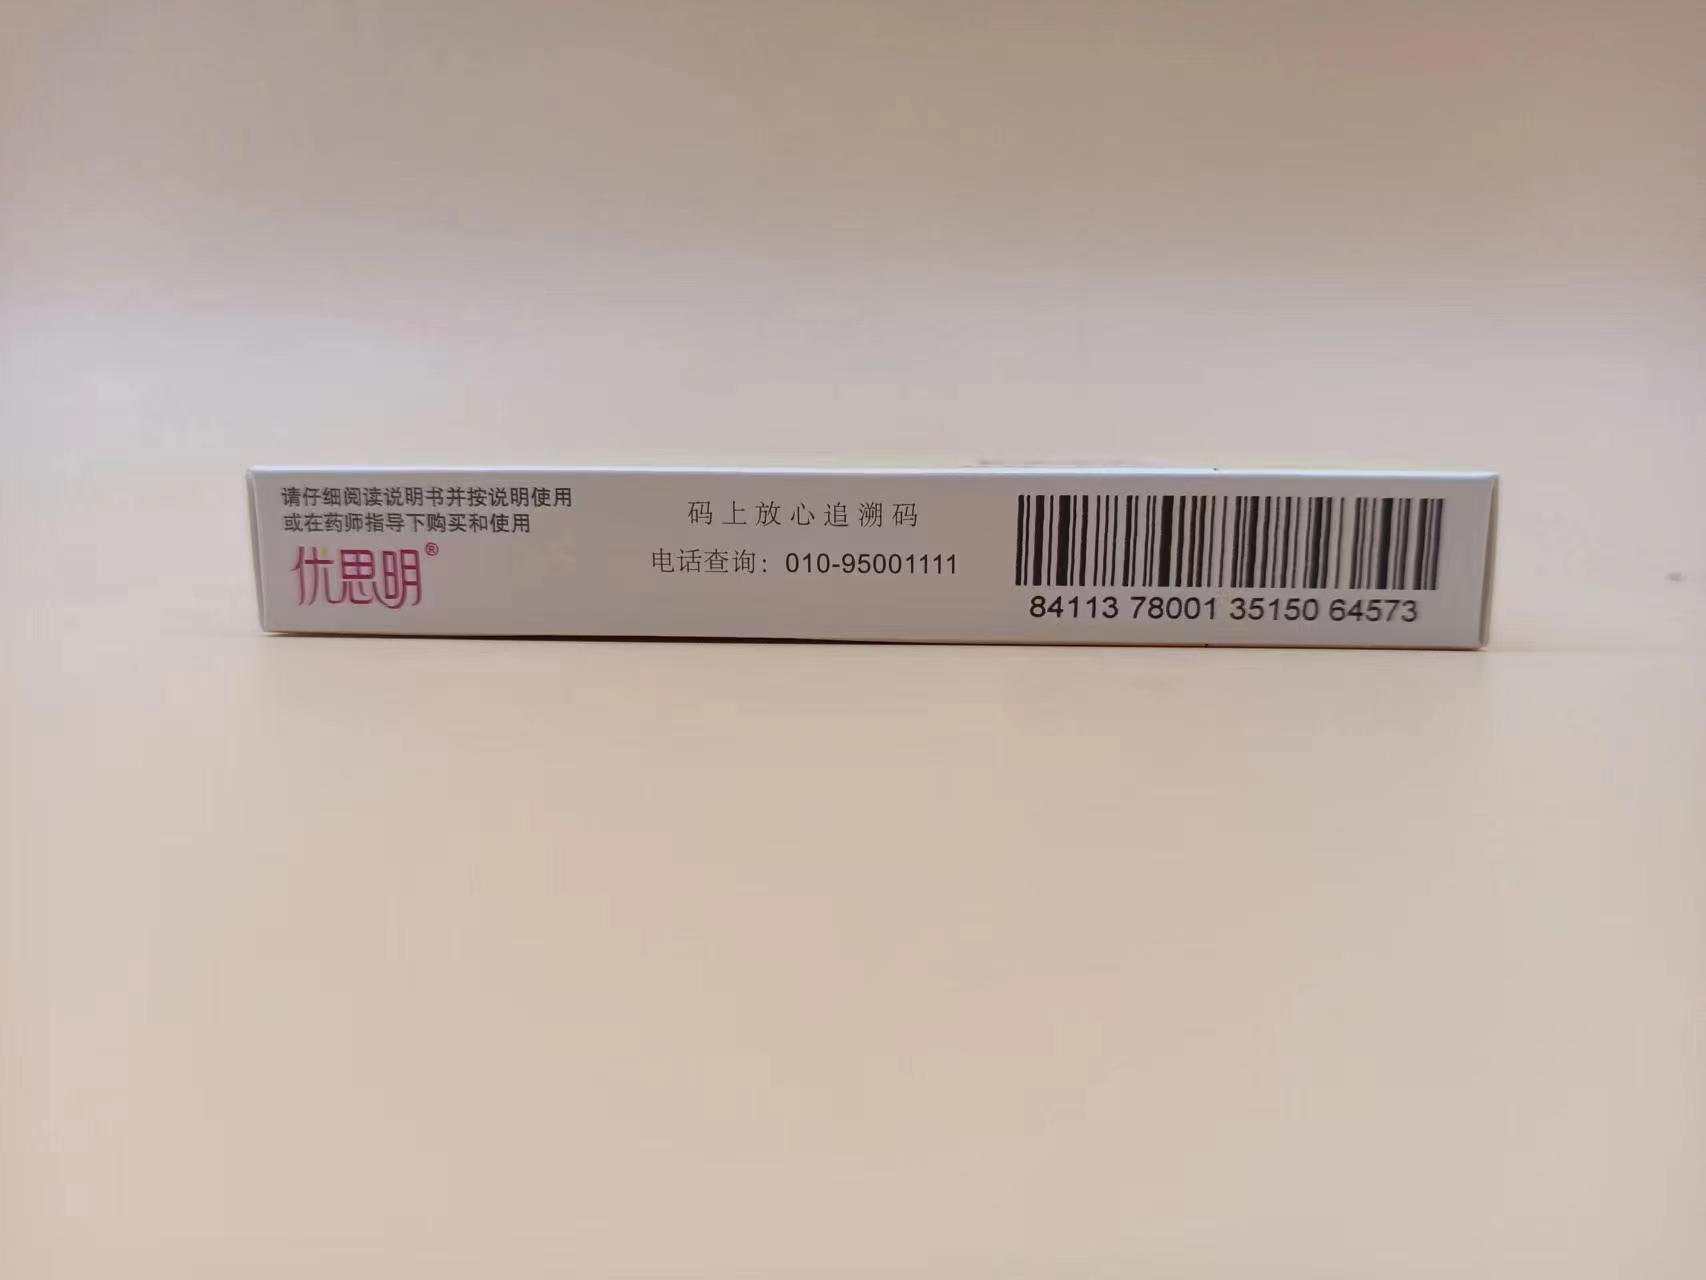 请仔细阅读说明书并按说明使用
或在药师指导下购买和使用
优思明®
码上放心追溯码
电话查询：010-95001111
84113 78001 35150 64573